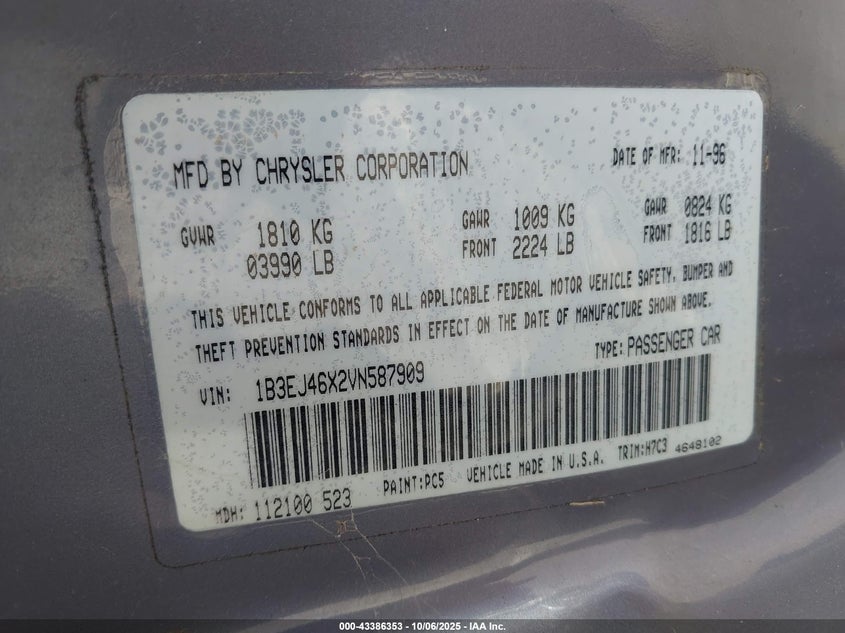 MFD BY CHRYSLER CORPORATION DATE OF MFR: 11-96
GVWR 1810 KG GAWR 1009 KG GAWR 0824 KG
03990 LB FRONT 2224 LB FRONT 1816 LB
THIS VEHICLE CONFORMS TO ALL APPLICABLE FEDERAL MOTOR VEHICLE SAFETY, BUMPER AND
THEFT PREVENTION STANDARDS IN EFFECT ON THE DATE OF MANUFACTURE SHOWN ABOVE.
VIN: 1B3EJ46X2VN587909 TYPE: PASSENGER CAR
MDH: 112100 523 PAINT:PC5 VEHICLE MADE IN U.S.A. TRIM:H7C3 4648102
000-43386353 - 10/06/2025 - IAA Inc.